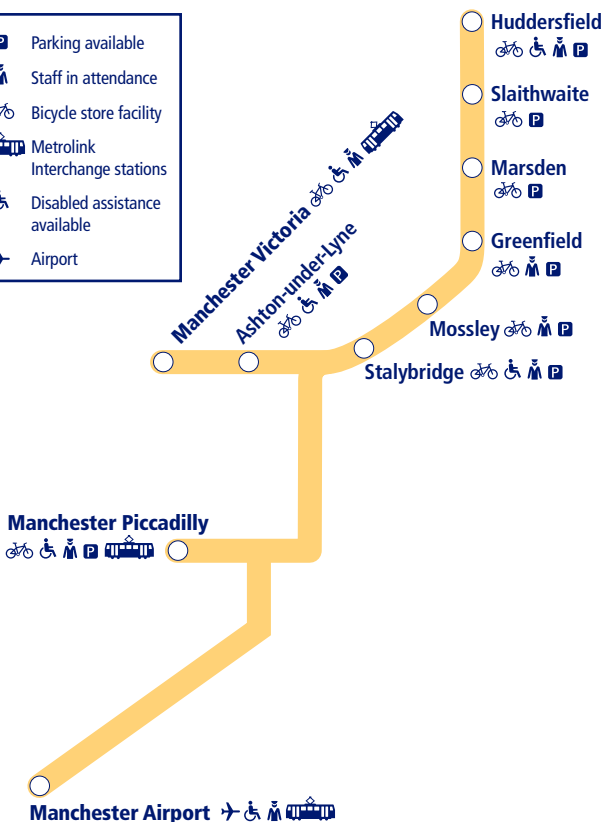 P Parking available
Staff in attendance
Bicycle store facility
Metrolink
Interchange stations
Disabled assistance
available
Airport
Huddersfield
P
Slaithwaite
P
Marsden
P
Greenfield
P
Mossley P
Stalybridge P
Manchester Victoria
Ashton-under-Lyne
P
Manchester Piccadilly
P
Manchester Airport